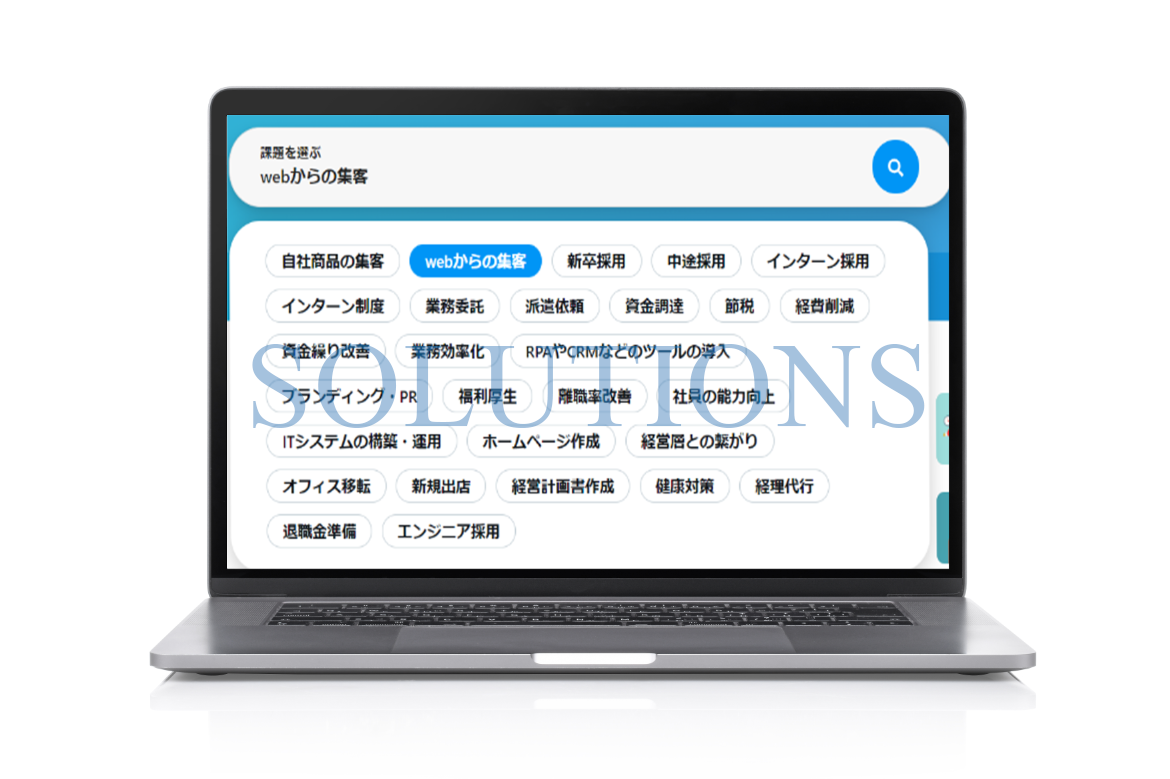 課題を選ぶ
webからの集客
自社商品の集客 webからの集客 新卒採用 中途採用 インターン採用
インターン制度 業務委託 派遣依頼 資金調達 節税 経費削減
資金繰り改善 業務効率化 RPAやCRMなどのツールの導入
SOLUTIONS
ブランディング・PR 福利厚生 離職率改善 社員の能力向上
ITシステムの構築・運用 ホームページ作成 経営層との繋がり
オフィス移転 新規出店 経営計画書作成 健康対策 経理代行
退職金準備 エンジニア採用